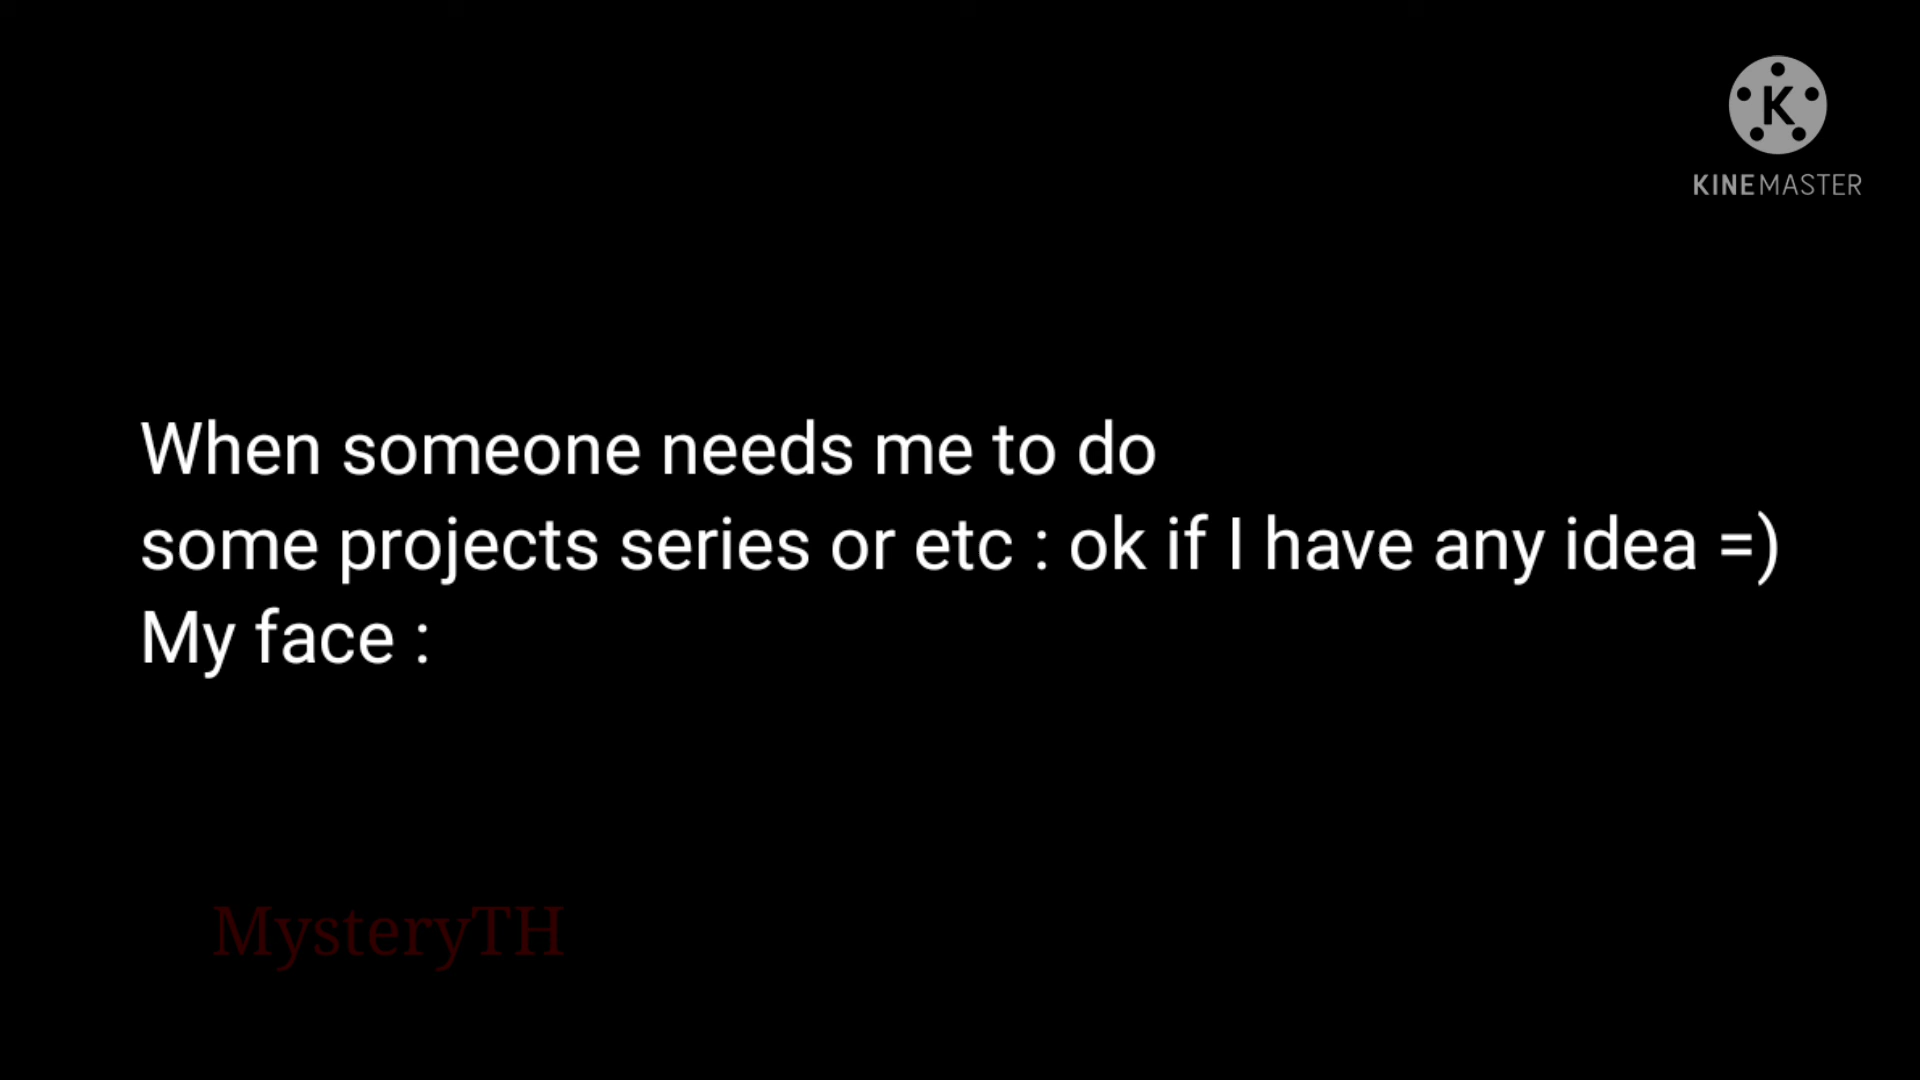 K
KINEMASTER
When someone needs me to do
some projects series or etc : ok if I have any idea =)
My face :
MysteryTH